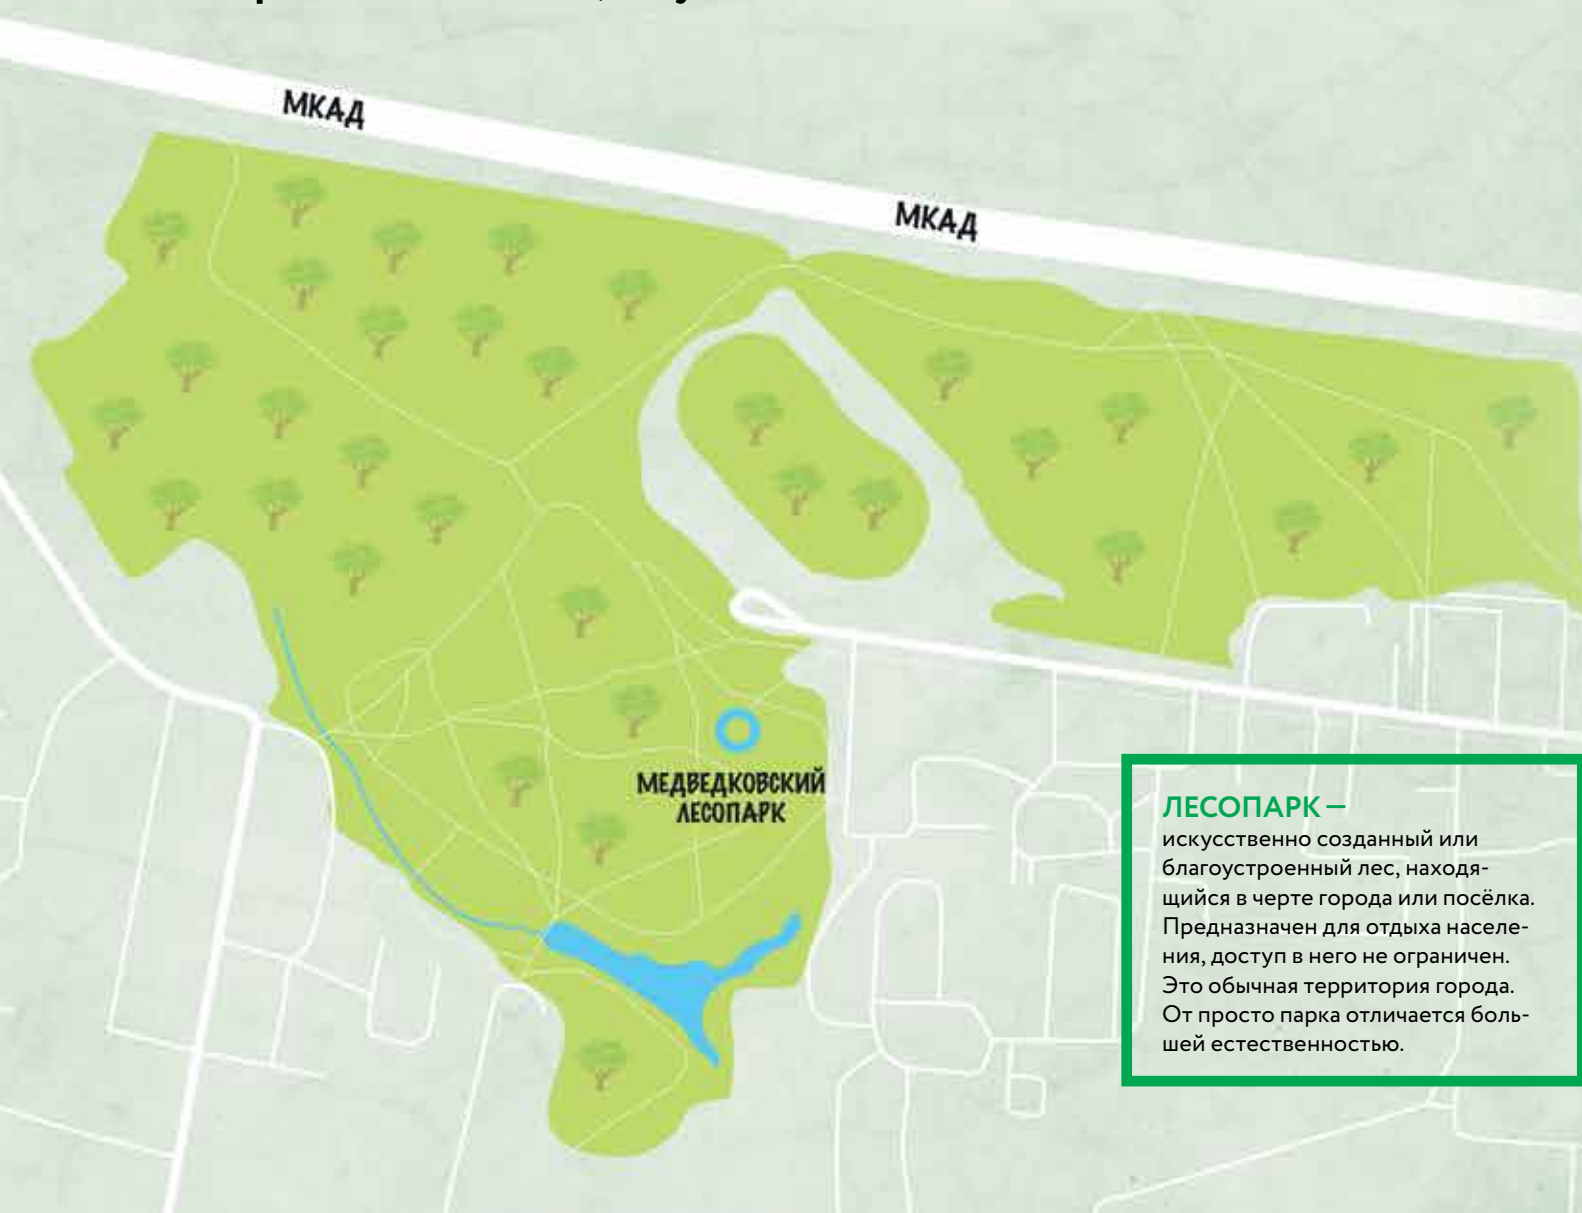 МКАД
МКАД
МЕДВЕДКОВСКИЙ
ЛЕСОПАРК
ЛЕСОПАРК —
искусственно созданный или
благоустроенный лес, находя-
щийся в черте города или посёлка.
Предназначен для отдыха населе-
ния, доступ в него не ограничен.
Это обычная территория города.
От просто парка отличается боль-
шей естественностью.